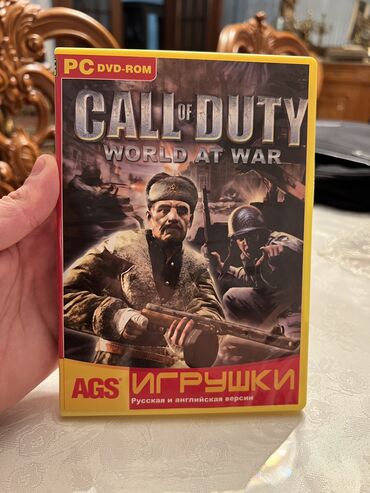 PC DVD-ROM
CALL OF DUTY
WORLD AT WAR
AGS ИГРУШКИ
Русская и английская версии